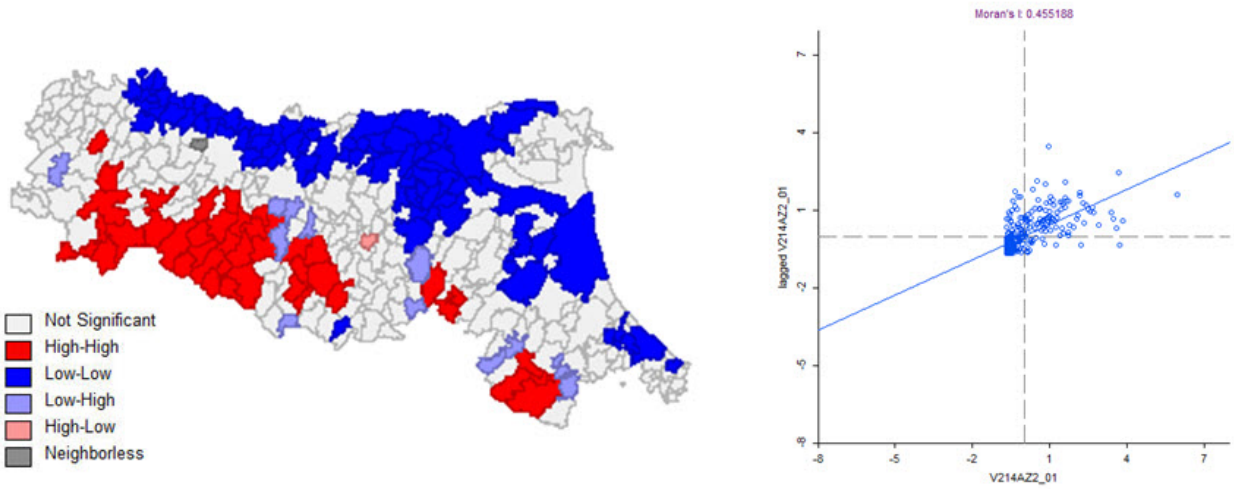 Not Significant
High-High
Low-Low
Low-High
High-Low
Neighborless
Moran's I: 0.455188
7
4
1
-2
-5
-8
lagged V214AZ2_01
-8
-5
-2
1
4
7
V214AZ2_01